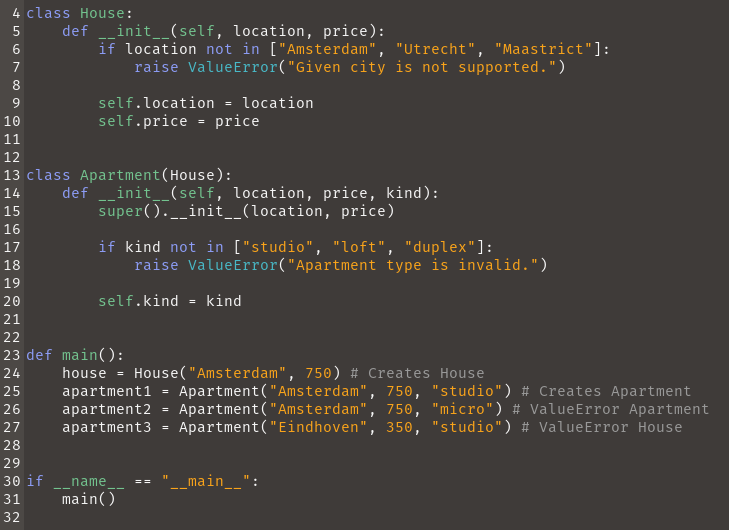 4 class House:
5     def __init__(self, location, price):
6         if location not in ["Amsterdam", "Utrecht", "Maastrict"]:
7             raise ValueError("Given city is not supported.")
8
9         self.location = location
10         self.price = price
11
12
13 class Apartment(House):
14     def __init__(self, location, price, kind):
15         super().__init__(location, price)
16
17         if kind not in ["studio", "loft", "duplex"]:
18             raise ValueError("Apartment type is invalid.")
19
20         self.kind = kind
21
22
23 def main():
24     house = House("Amsterdam", 750) # Creates House
25     apartment1 = Apartment("Amsterdam", 750, "studio") # Creates Apartment
26     apartment2 = Apartment("Amsterdam", 750, "micro") # ValueError Apartment
27     apartment3 = Apartment("Eindhoven", 350, "studio") # ValueError House
28
29
30 if __name__ == "__main__":
31     main()
32